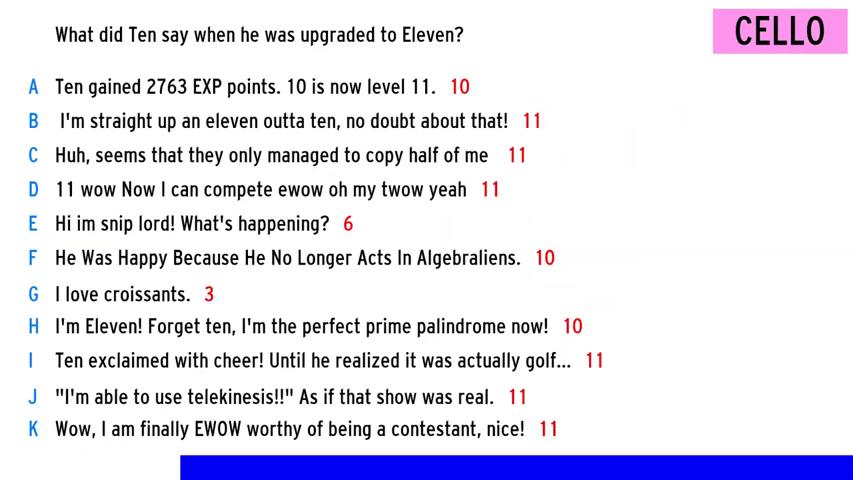 What did Ten say when he was upgraded to Eleven?
CELLO
A Ten gained 2763 EXP points. 10 is now level 11. 10
B I'm straight up an eleven outta ten, no doubt about that! 11
C Huh, seems that they only managed to copy half of me 11
D 11 wow Now I can compete ewow oh my twow yeah 11
E Hi im snip lord! What's happening? 6
F He Was Happy Because He No Longer Acts In Algebraliens. 10
G I love croissants. 3
H I'm Eleven! Forget ten, I'm the perfect prime palindrome now! 10
I Ten exclaimed with cheer! Until he realized it was actually golf... 11
J "I'm able to use telekinesis!!" As if that show was real. 11
K Wow, I am finally EWOW worthy of being a contestant, nice! 11